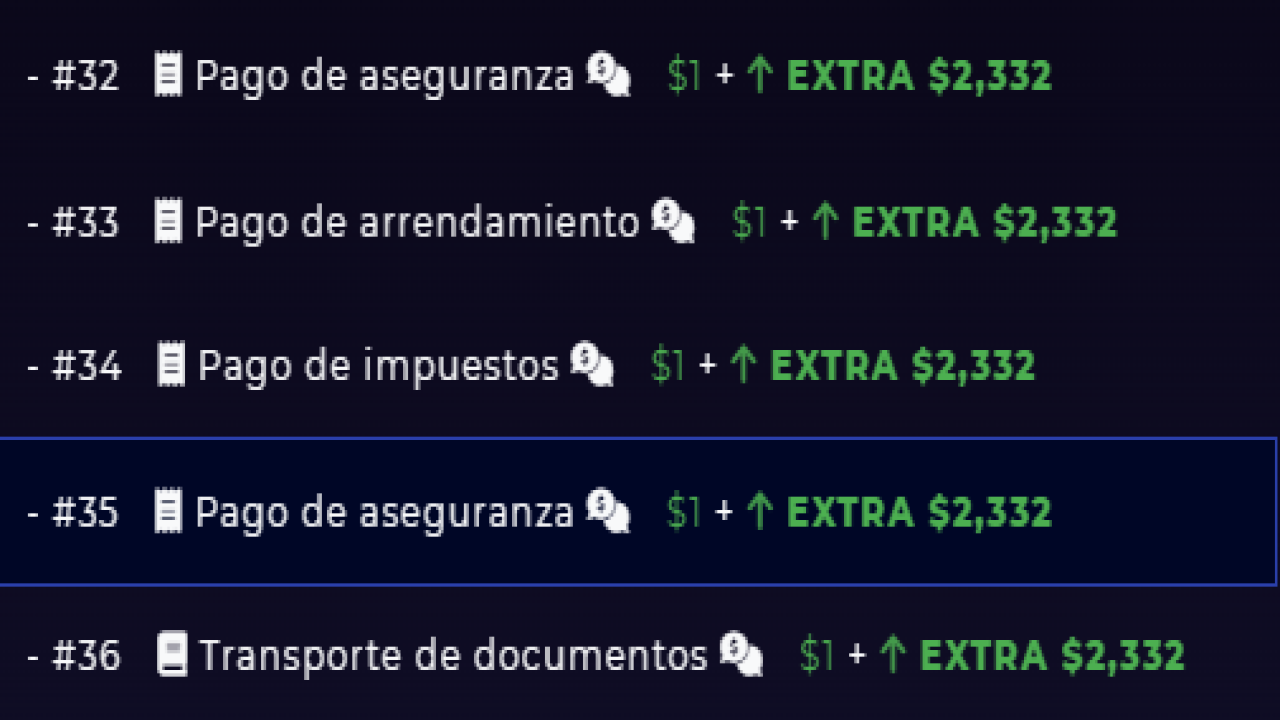 - #32 Pago de aseguranza $1 + ↑ EXTRA $2,332
- #33 Pago de arrendamiento $1 + ↑ EXTRA $2,332
- #34 Pago de impuestos $1 + ↑ EXTRA $2,332
- #35 Pago de aseguranza $1 + ↑ EXTRA $2,332
- #36 Transporte de documentos $1 + ↑ EXTRA $2,332